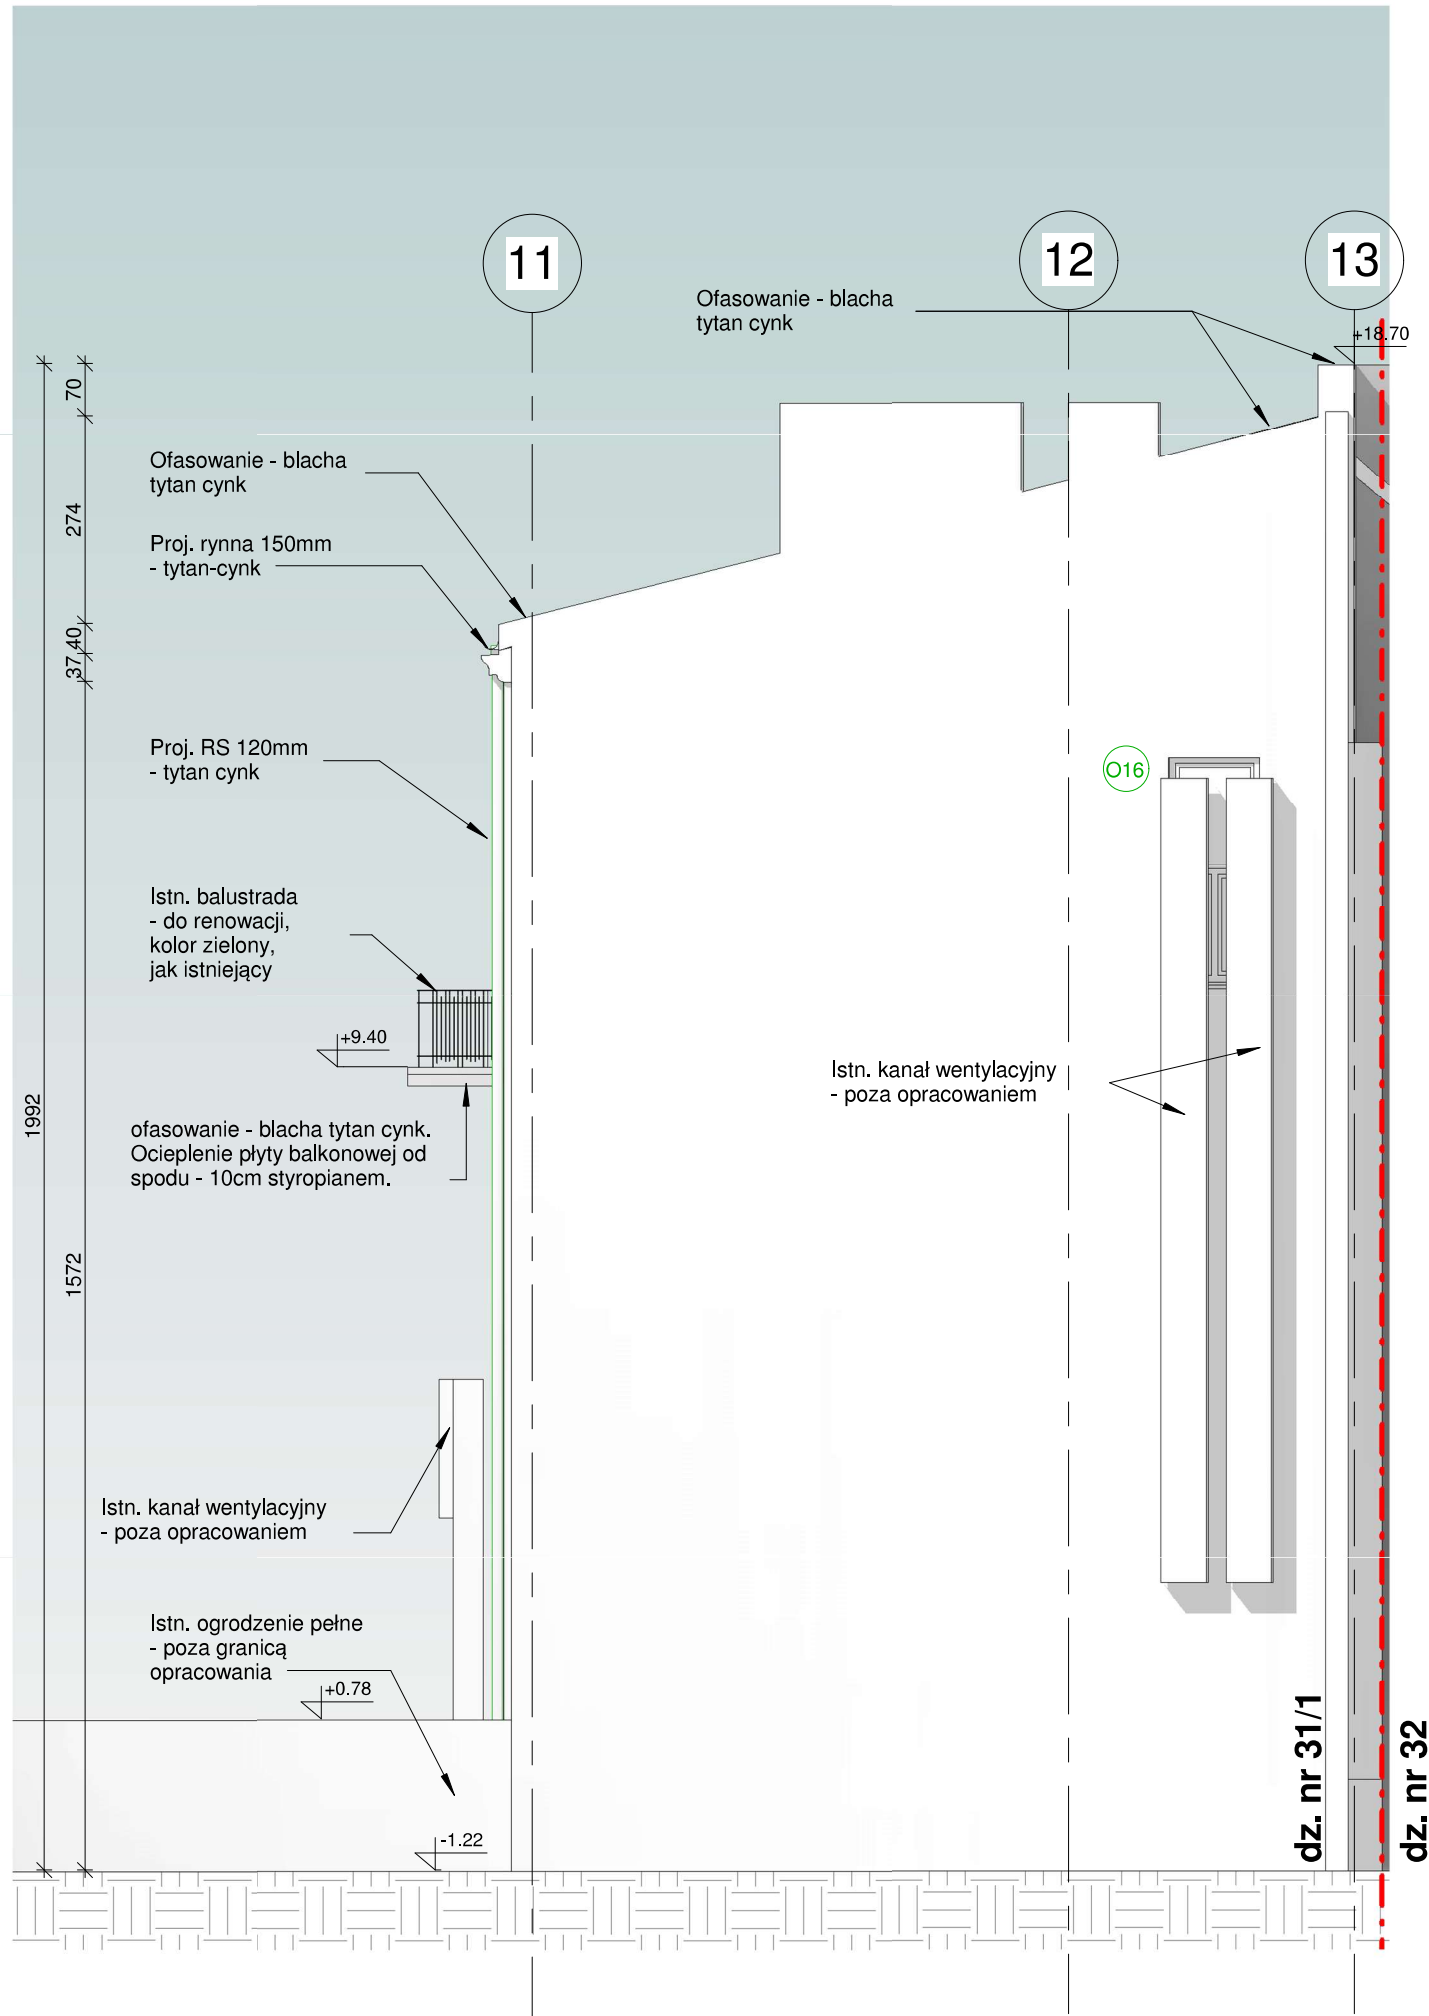 11
12
13
Ofasowanie - blacha
tytan cynk
+18.70
70
274
40
37
1992
1572
Ofasowanie - blacha
tytan cynk
Proj. rynna 150mm
- tytan-cynk
Proj. RS 120mm
- tytan cynk
O16
Istn. balustrada
- do renowacji,
kolor zielony,
jak istniejący
+9.40
Istn. kanał wentylacyjny
- poza opracowaniem
ofasowanie - blacha tytan cynk.
Ocieplenie płyty balkonowej od
spodu - 10cm styropianem.
Istn. kanał wentylacyjny
- poza opracowaniem
Istn. ogrodzenie pełne
- poza granicą
opracowania
+0.78
-1.22
dz. nr 31/1
dz. nr 32